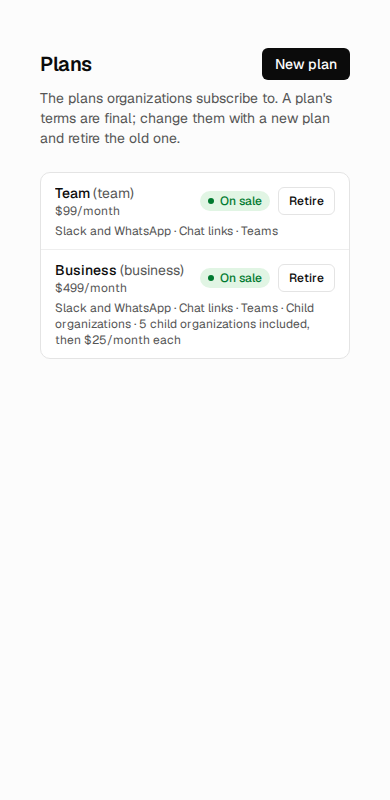 Plans
New plan
The plans organizations subscribe to. A plan's
terms are final; change them with a new plan
and retire the old one.
Team (team)
$99/month
On sale
Retire
Slack and WhatsApp · Chat links · Teams
Business (business)
$499/month
On sale
Retire
Slack and WhatsApp · Chat links · Teams · Child
organizations · 5 child organizations included,
then $25/month each